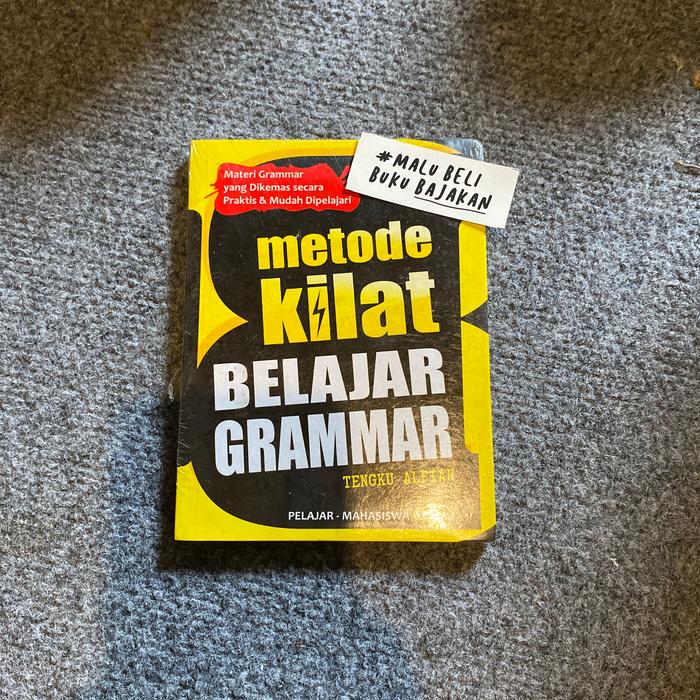 #MALU BELI
BUKU BAJAKAN
Materi Grammar
yang Dikemas secara
Praktis & Mudah Dipelajari
metode
kilat
BELAJAR
GRAMMAR
TENGKU ALFIAN
PELAJAR - MAHASISWA